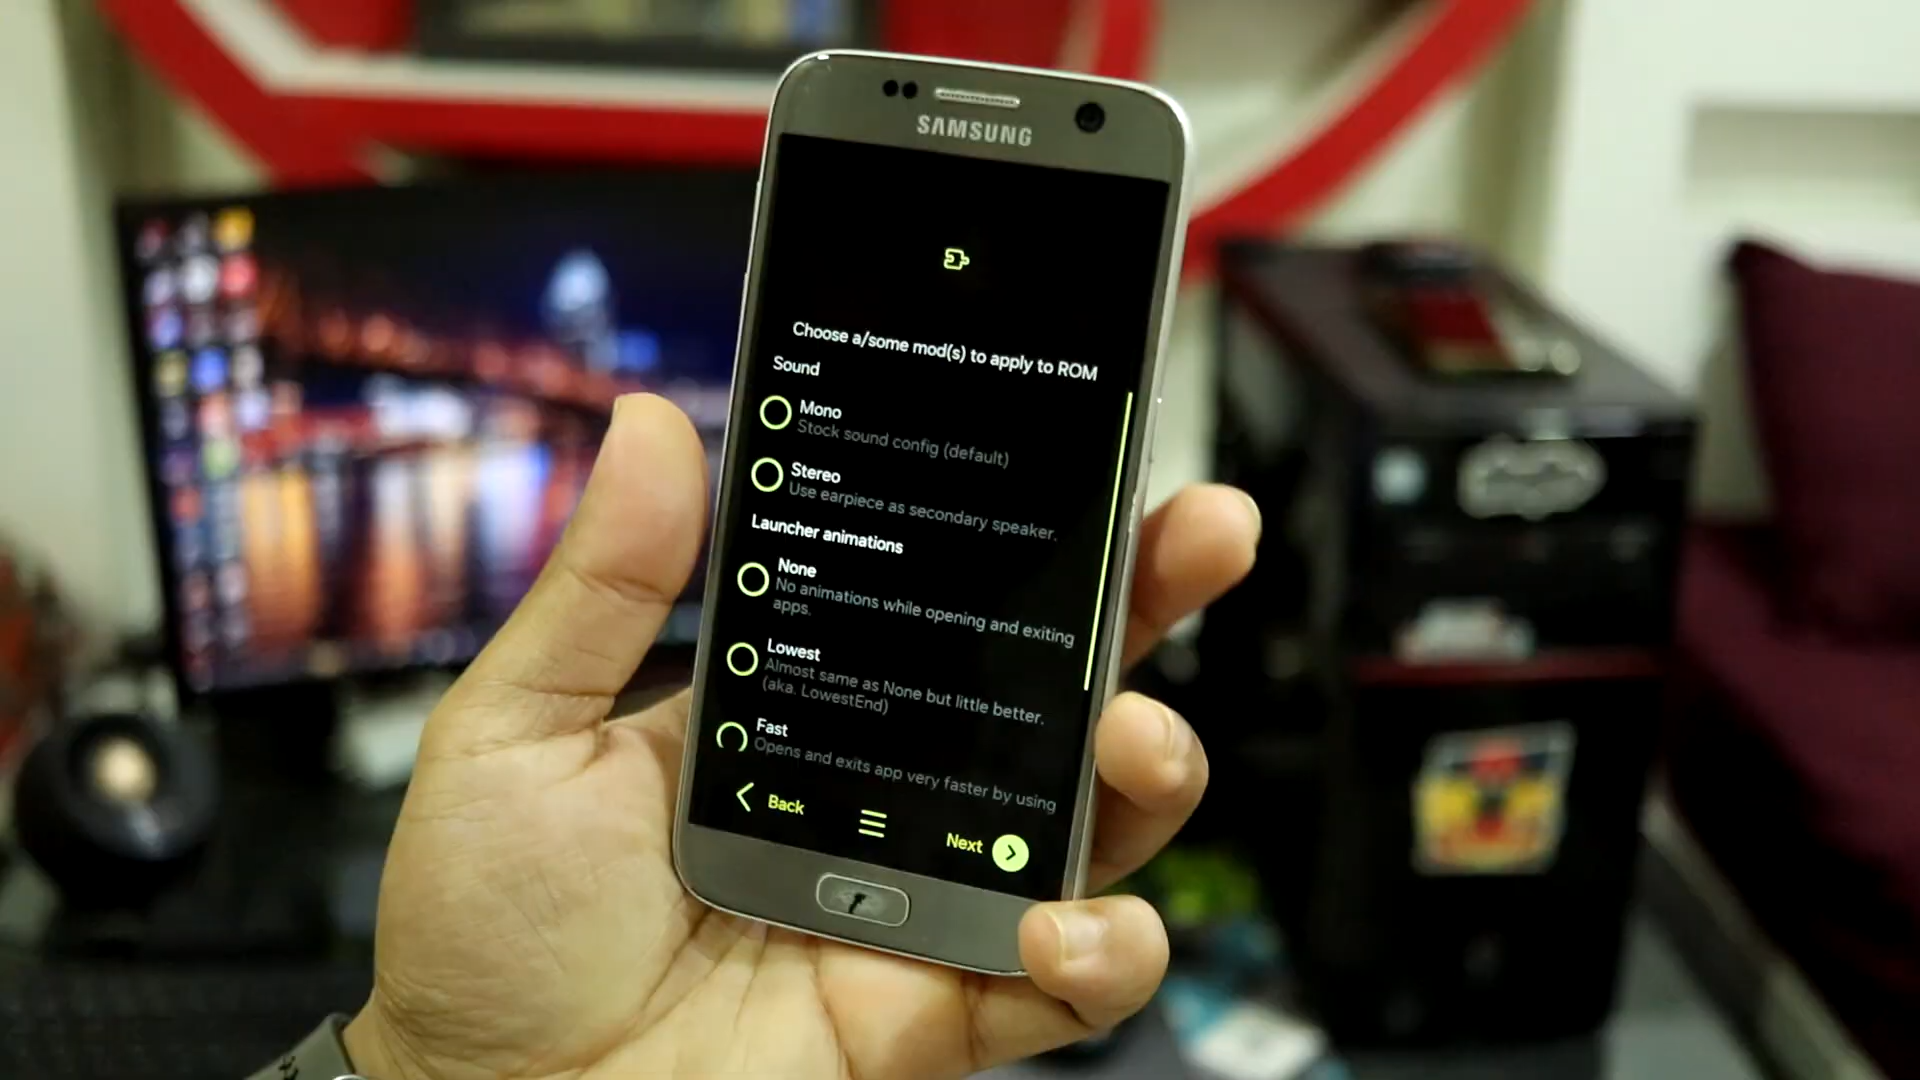 SAMSUNG
Choose a/some mod(s) to apply to ROM
Sound
Mono
Stock sound config (default)
Stereo
Use earpiece as secondary speaker.
Launcher animations
None
No animations while opening and exiting
apps.
Lowest
Almost same as None but little better.
(aka. LowestEnd)
Fast
Opens and exits app very faster by using
Back
Next